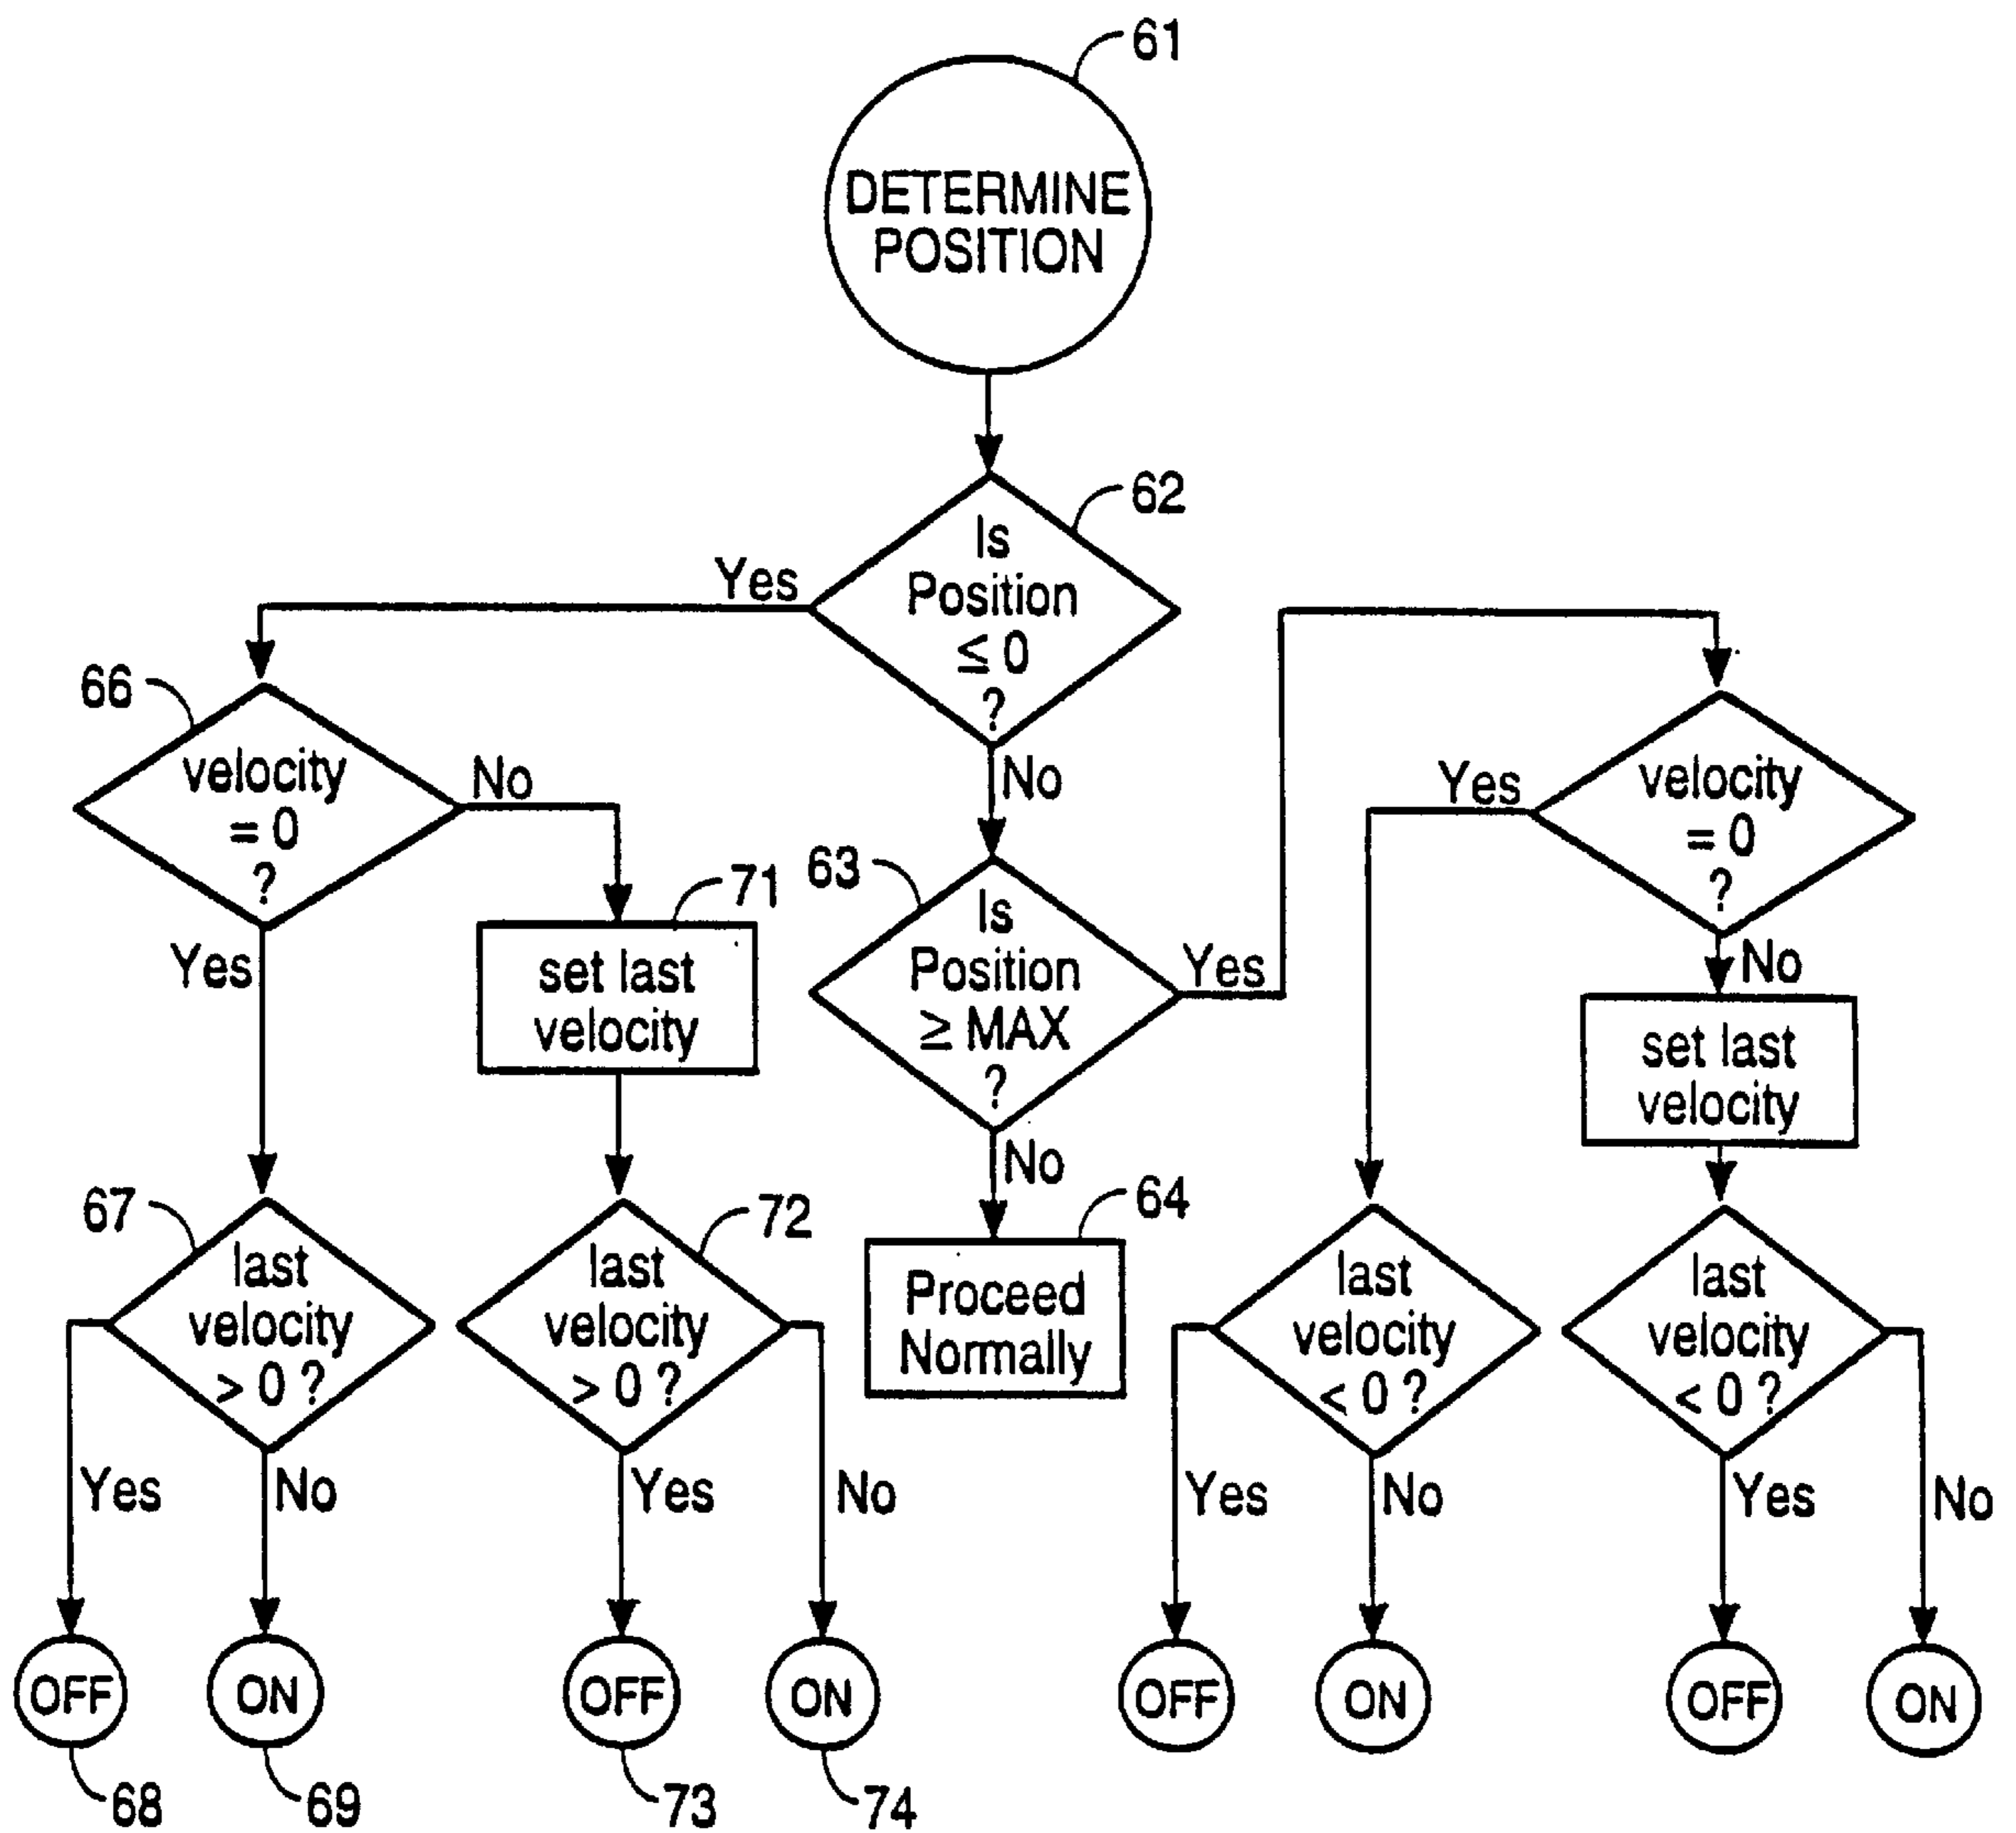 61
DETERMINE
POSITION
62
Is
Position
≤ 0
?
Yes
No
66
velocity
= 0
?
No
Yes
71
set last
velocity
63
Is
Position
≥ MAX
?
Yes
No
velocity
= 0
?
Yes
No
set last
velocity
67
last
velocity
> 0 ?
Yes
No
72
last
velocity
> 0 ?
Yes
No
64
Proceed
Normally
last
velocity
< 0 ?
Yes
No
last
velocity
< 0 ?
Yes
No
OFF
ON
OFF
ON
OFF
ON
OFF
ON
68
69
73
74